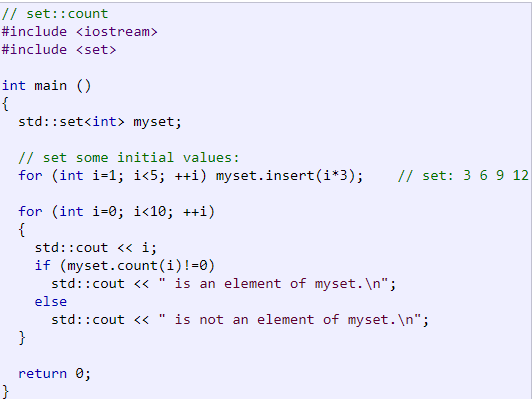 // set::count
#include <iostream>
#include <set>

int main ()
{
  std::set<int> myset;

  // set some initial values:
  for (int i=1; i<5; ++i) myset.insert(i*3);    // set: 3 6 9 12

  for (int i=0; i<10; ++i)
  {
    std::cout << i;
    if (myset.count(i)!=0)
      std::cout << " is an element of myset.\n";
    else
      std::cout << " is not an element of myset.\n";
  }

  return 0;
}